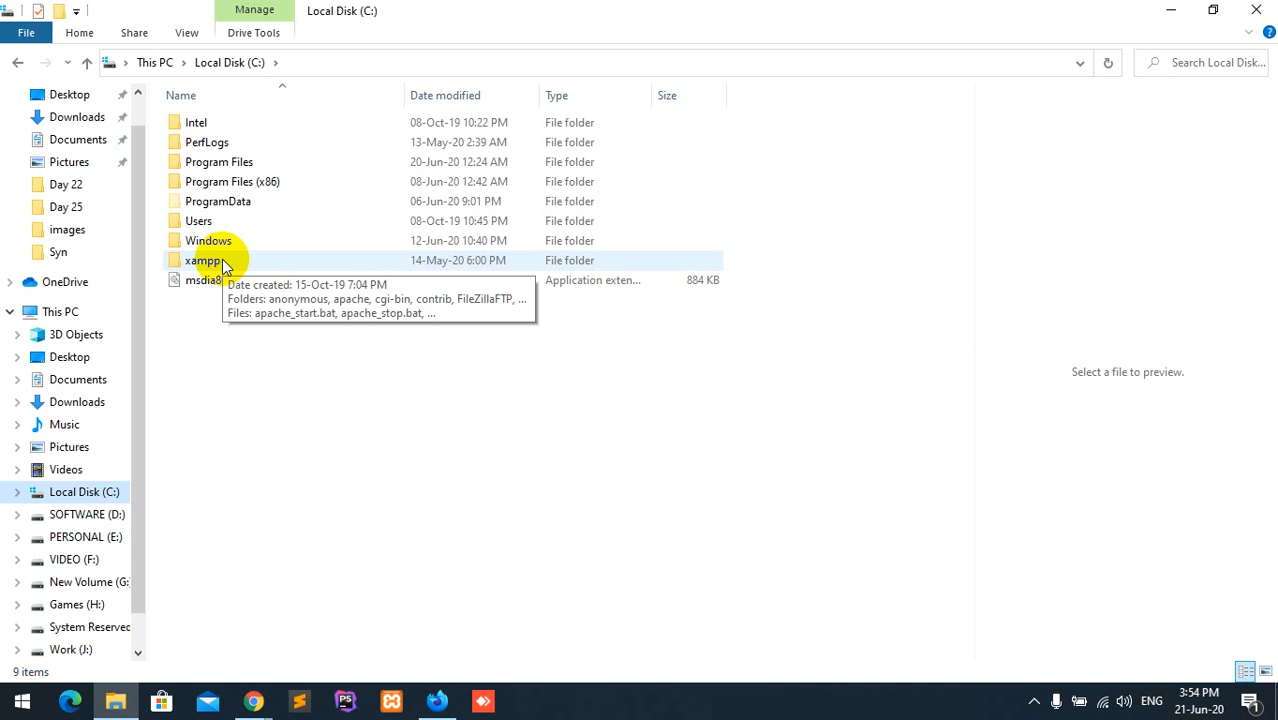 Manage
Local Disk (C:)
File
Home
Share
View
Drive Tools
This PC
Local Disk (C:)
Search Local Disk...
Name
Date modified
Type
Size
Desktop
Downloads
Documents
Pictures
Day 22
Day 25
images
Syn
OneDrive
This PC
3D Objects
Desktop
Documents
Downloads
Music
Pictures
Videos
Local Disk (C:)
SOFTWARE (D:)
PERSONAL (E:)
VIDEO (F:)
New Volume (G:
Games (H:)
System Reserved
Work (J:)
Intel 08-Oct-19 10:22 PM File folder
PerfLogs 13-May-20 2:39 AM File folder
Program Files 20-Jun-20 12:24 AM File folder
Program Files (x86) 08-Jun-20 12:42 AM File folder
ProgramData 06-Jun-20 9:01 PM File folder
Users 08-Oct-19 10:45 PM File folder
Windows 12-Jun-20 10:40 PM File folder
xampp 14-May-20 6:00 PM File folder
msdia8 Application exten... 884 KB
Date created: 15-Oct-19 7:04 PM
Folders: anonymous, apache, cgi-bin, contrib, FileZillaFTP, ...
Files: apache_start.bat, apache_stop.bat, ...
Select a file to preview.
9 items
PS
ENG
3:54 PM
21-Jun-20
1